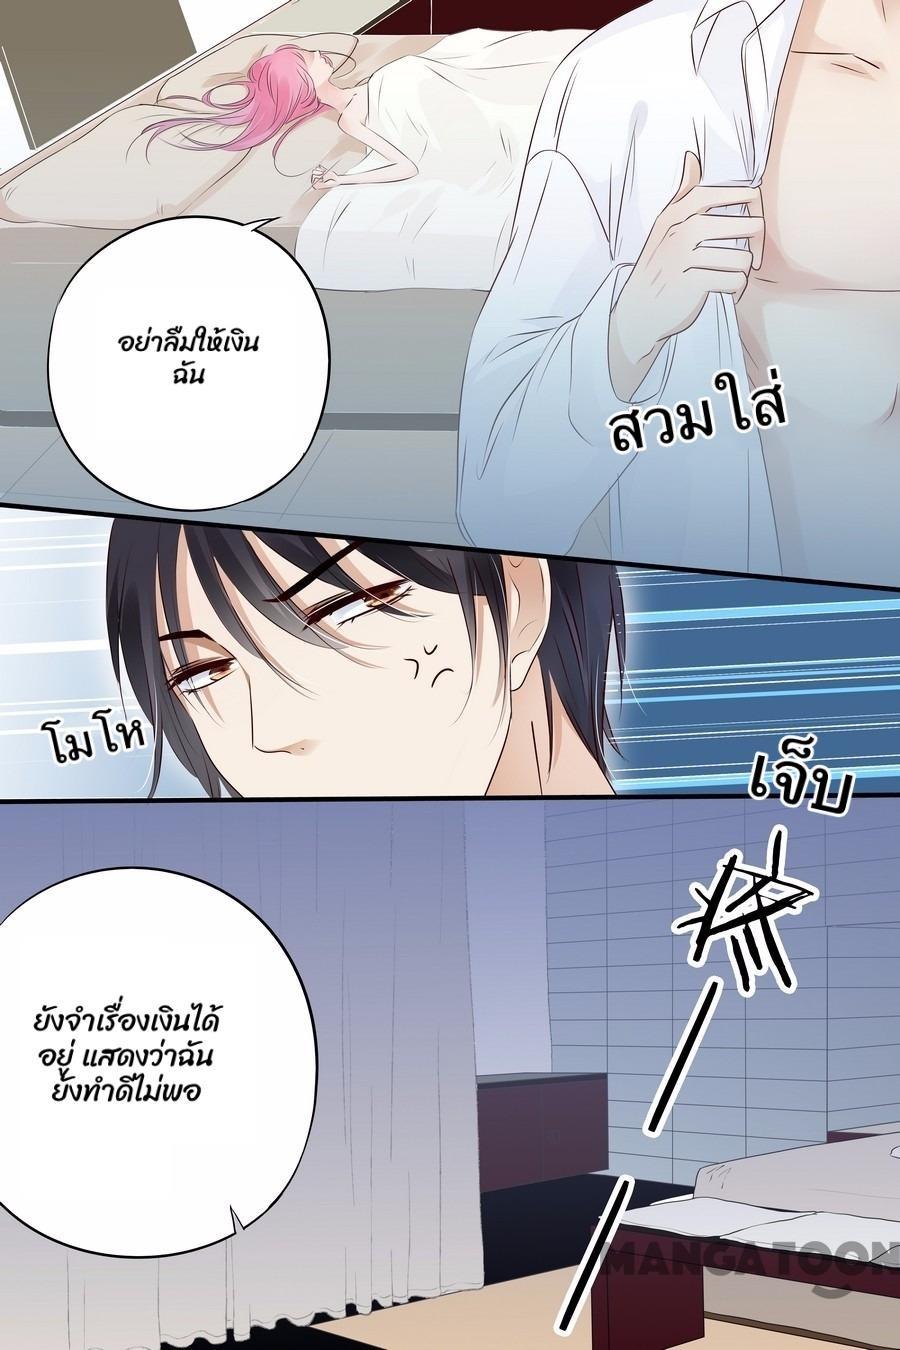 อย่าลืมให้เงิน
ฉัน
สวมใส่
โมโห
เจ็บ
ยังจำเรื่องเงินได้
อยู่ แสดงว่าฉัน
ยังทำดีไม่พอ
MANGATOON